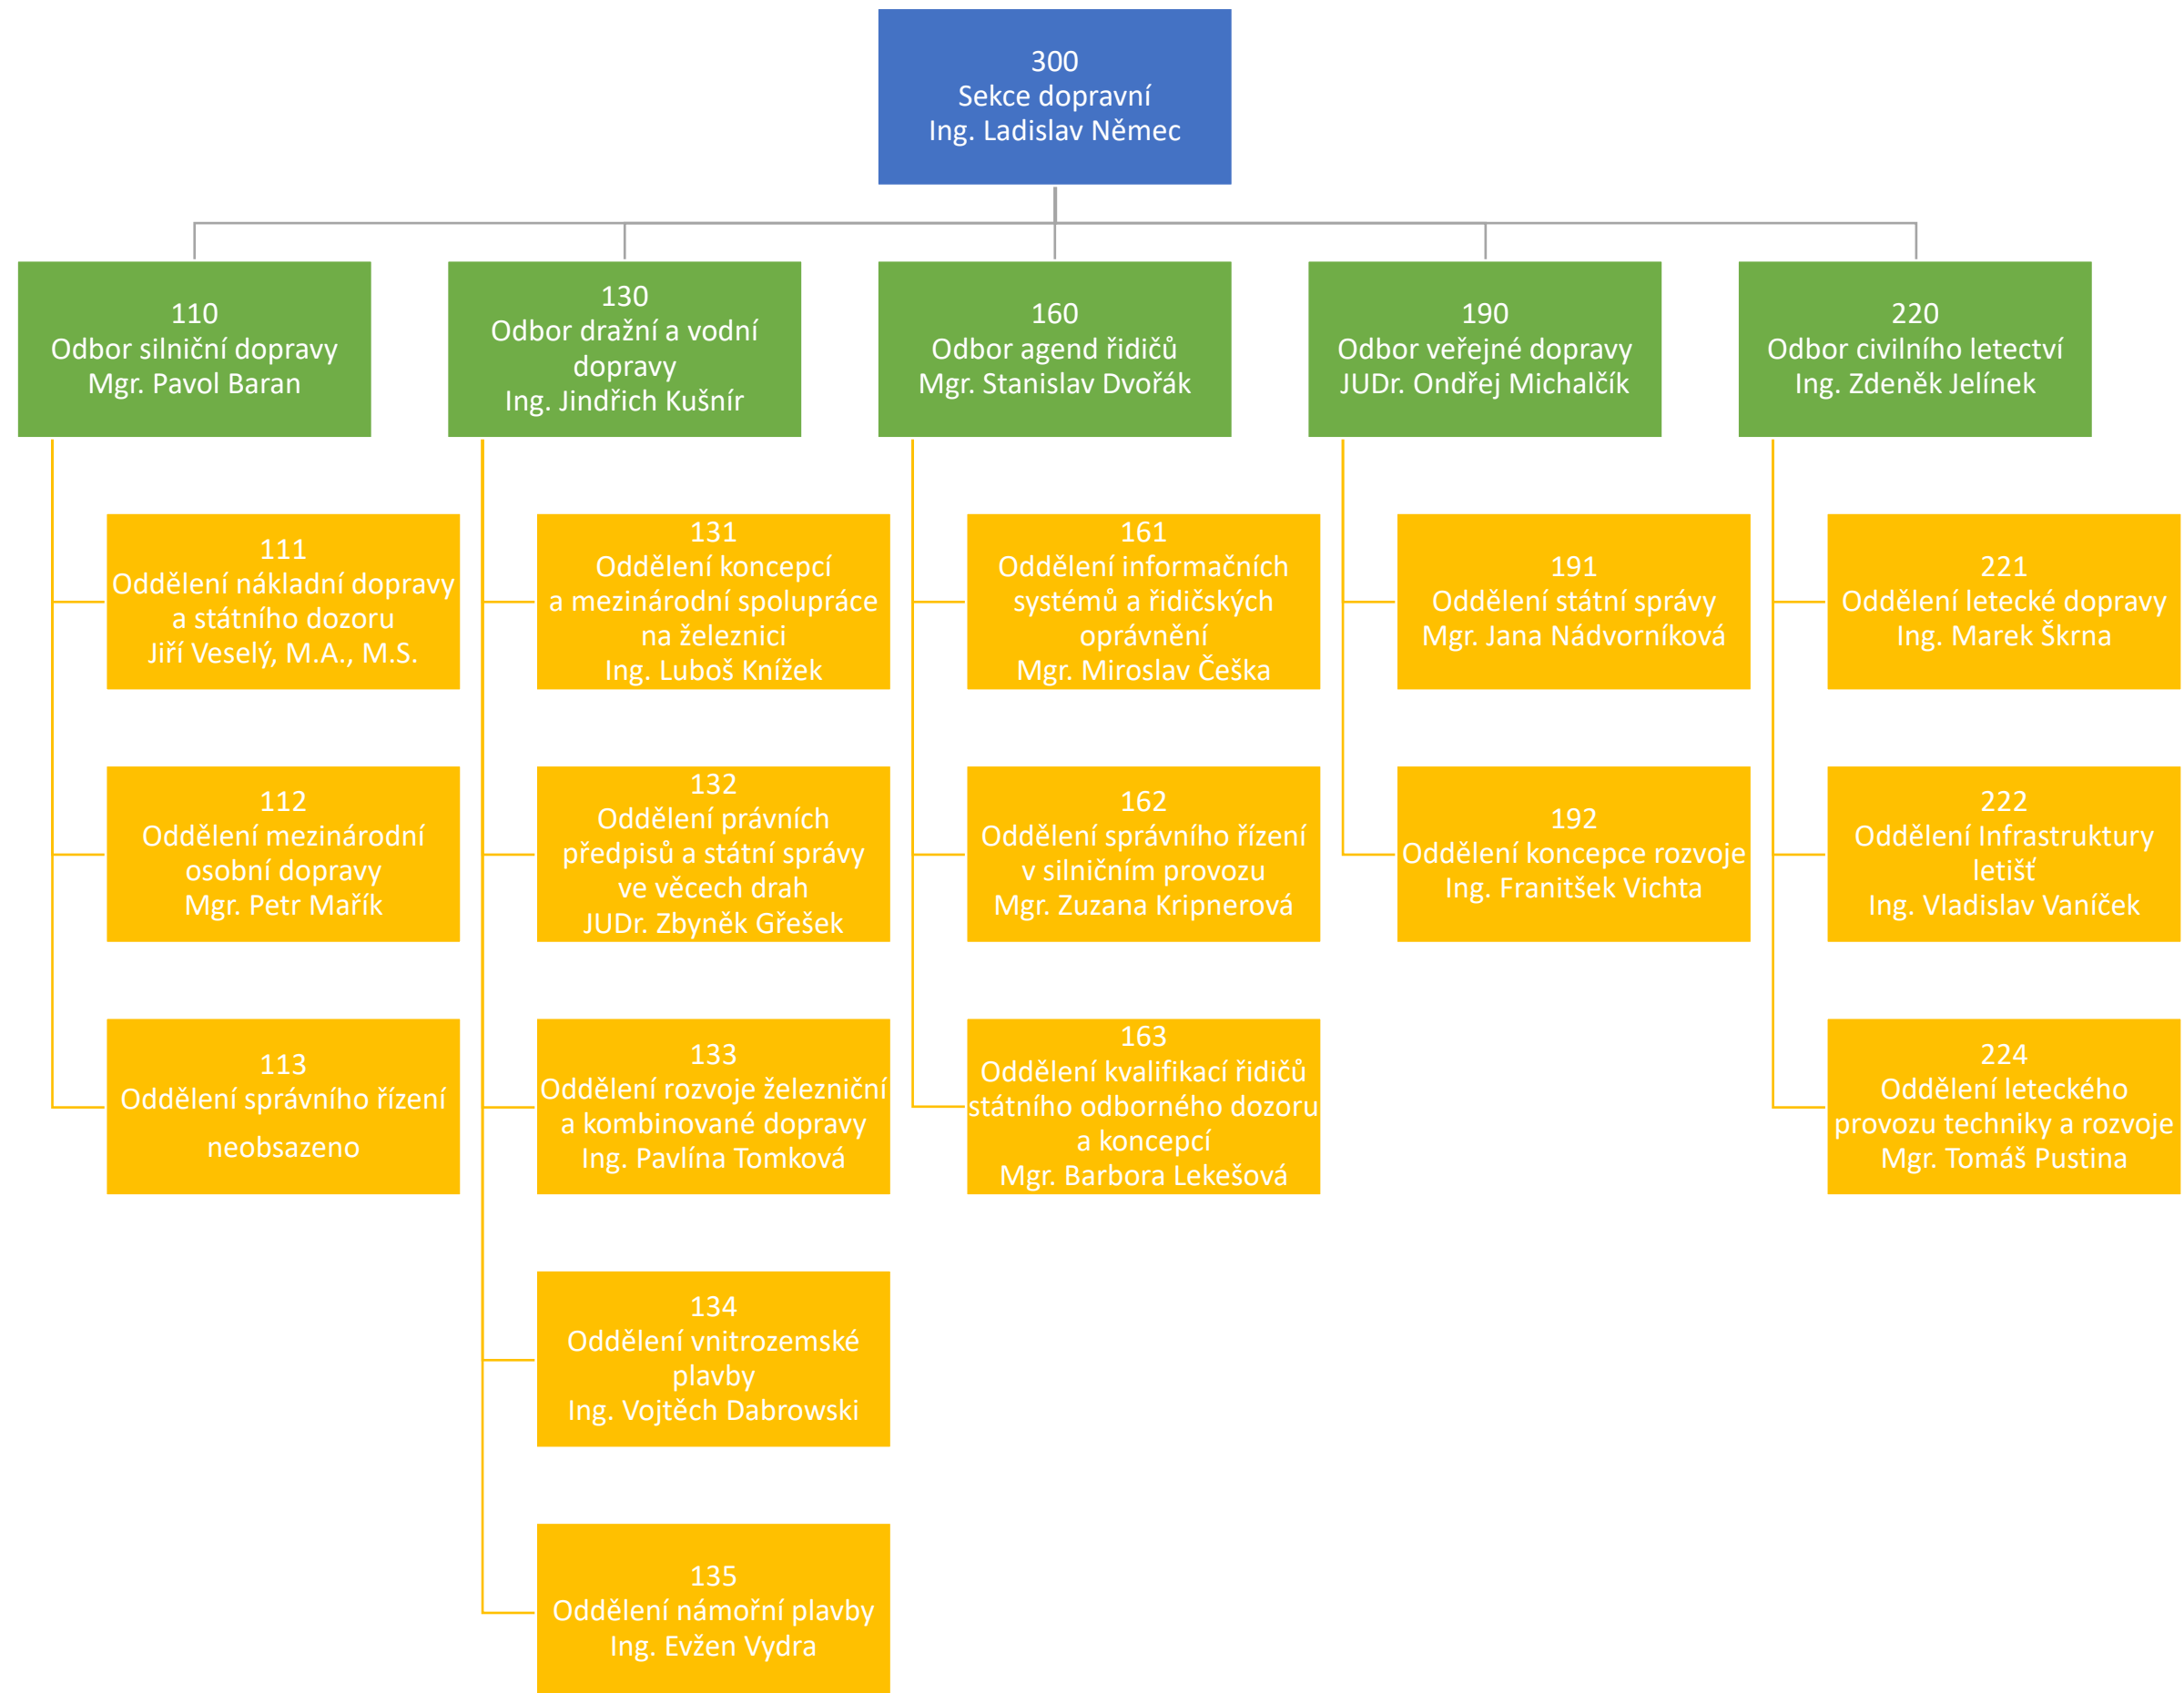 300
Sekce dopravní
Ing. Ladislav Němec
110
Odbor silniční dopravy
Mgr. Pavol Baran
130
Odbor dražní a vodní
dopravy
Ing. Jindřich Kušnír
160
Odbor agend řidičů
Mgr. Stanislav Dvořák
190
Odbor veřejné dopravy
JUDr. Ondřej Michalčík
220
Odbor civilního letectví
Ing. Zdeněk Jelínek
111
Oddělení nákladní dopravy
a státního dozoru
Jiří Veselý, M.A., M.S.
112
Oddělení mezinárodní
osobní dopravy
Mgr. Petr Mařík
113
Oddělení správního řízení
neobsazeno
131
Oddělení koncepcí
a mezinárodní spolupráce
na železnici
Ing. Luboš Knížek
132
Oddělení právních
předpisů a státní správy
ve věcech drah
JUDr. Zbyněk Gřešek
133
Oddělení rozvoje železniční
a kombinované dopravy
Ing. Pavlína Tomková
134
Oddělení vnitrozemské
plavby
Ing. Vojtěch Dabrowski
135
Oddělení námořní plavby
Ing. Evžen Vydra
161
Oddělení informačních
systémů a řidičských
oprávnění
Mgr. Miroslav Češka
162
Oddělení správního řízení
v silničním provozu
Mgr. Zuzana Kripnerová
163
Oddělení kvalifikací řidičů
státního odborného dozoru
a koncepcí
Mgr. Barbora Lekešová
191
Oddělení státní správy
Mgr. Jana Nádvorníková
192
Oddělení koncepce rozvoje
Ing. Franitšek Vichta
221
Oddělení letecké dopravy
Ing. Marek Škrna
222
Oddělení Infrastruktury
letišť
Ing. Vladislav Vaníček
224
Oddělení leteckého
provozu techniky a rozvoje
Mgr. Tomáš Pustina